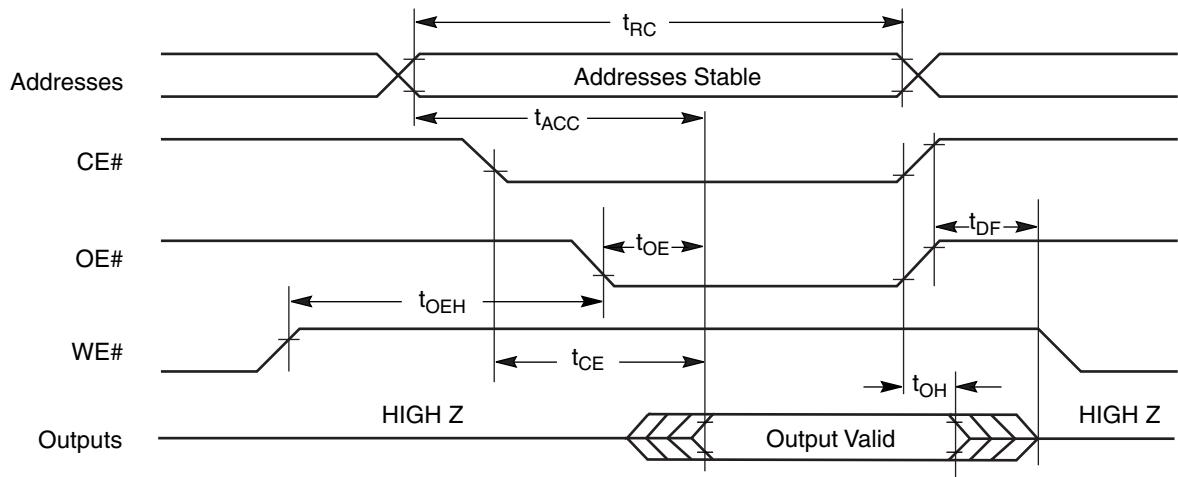 tRC
Addresses
Addresses Stable
tACC
CE#
tDF
OE#
tOE
tOEH
WE#
tCE
tOH
HIGH Z
HIGH Z
Outputs
Output Valid